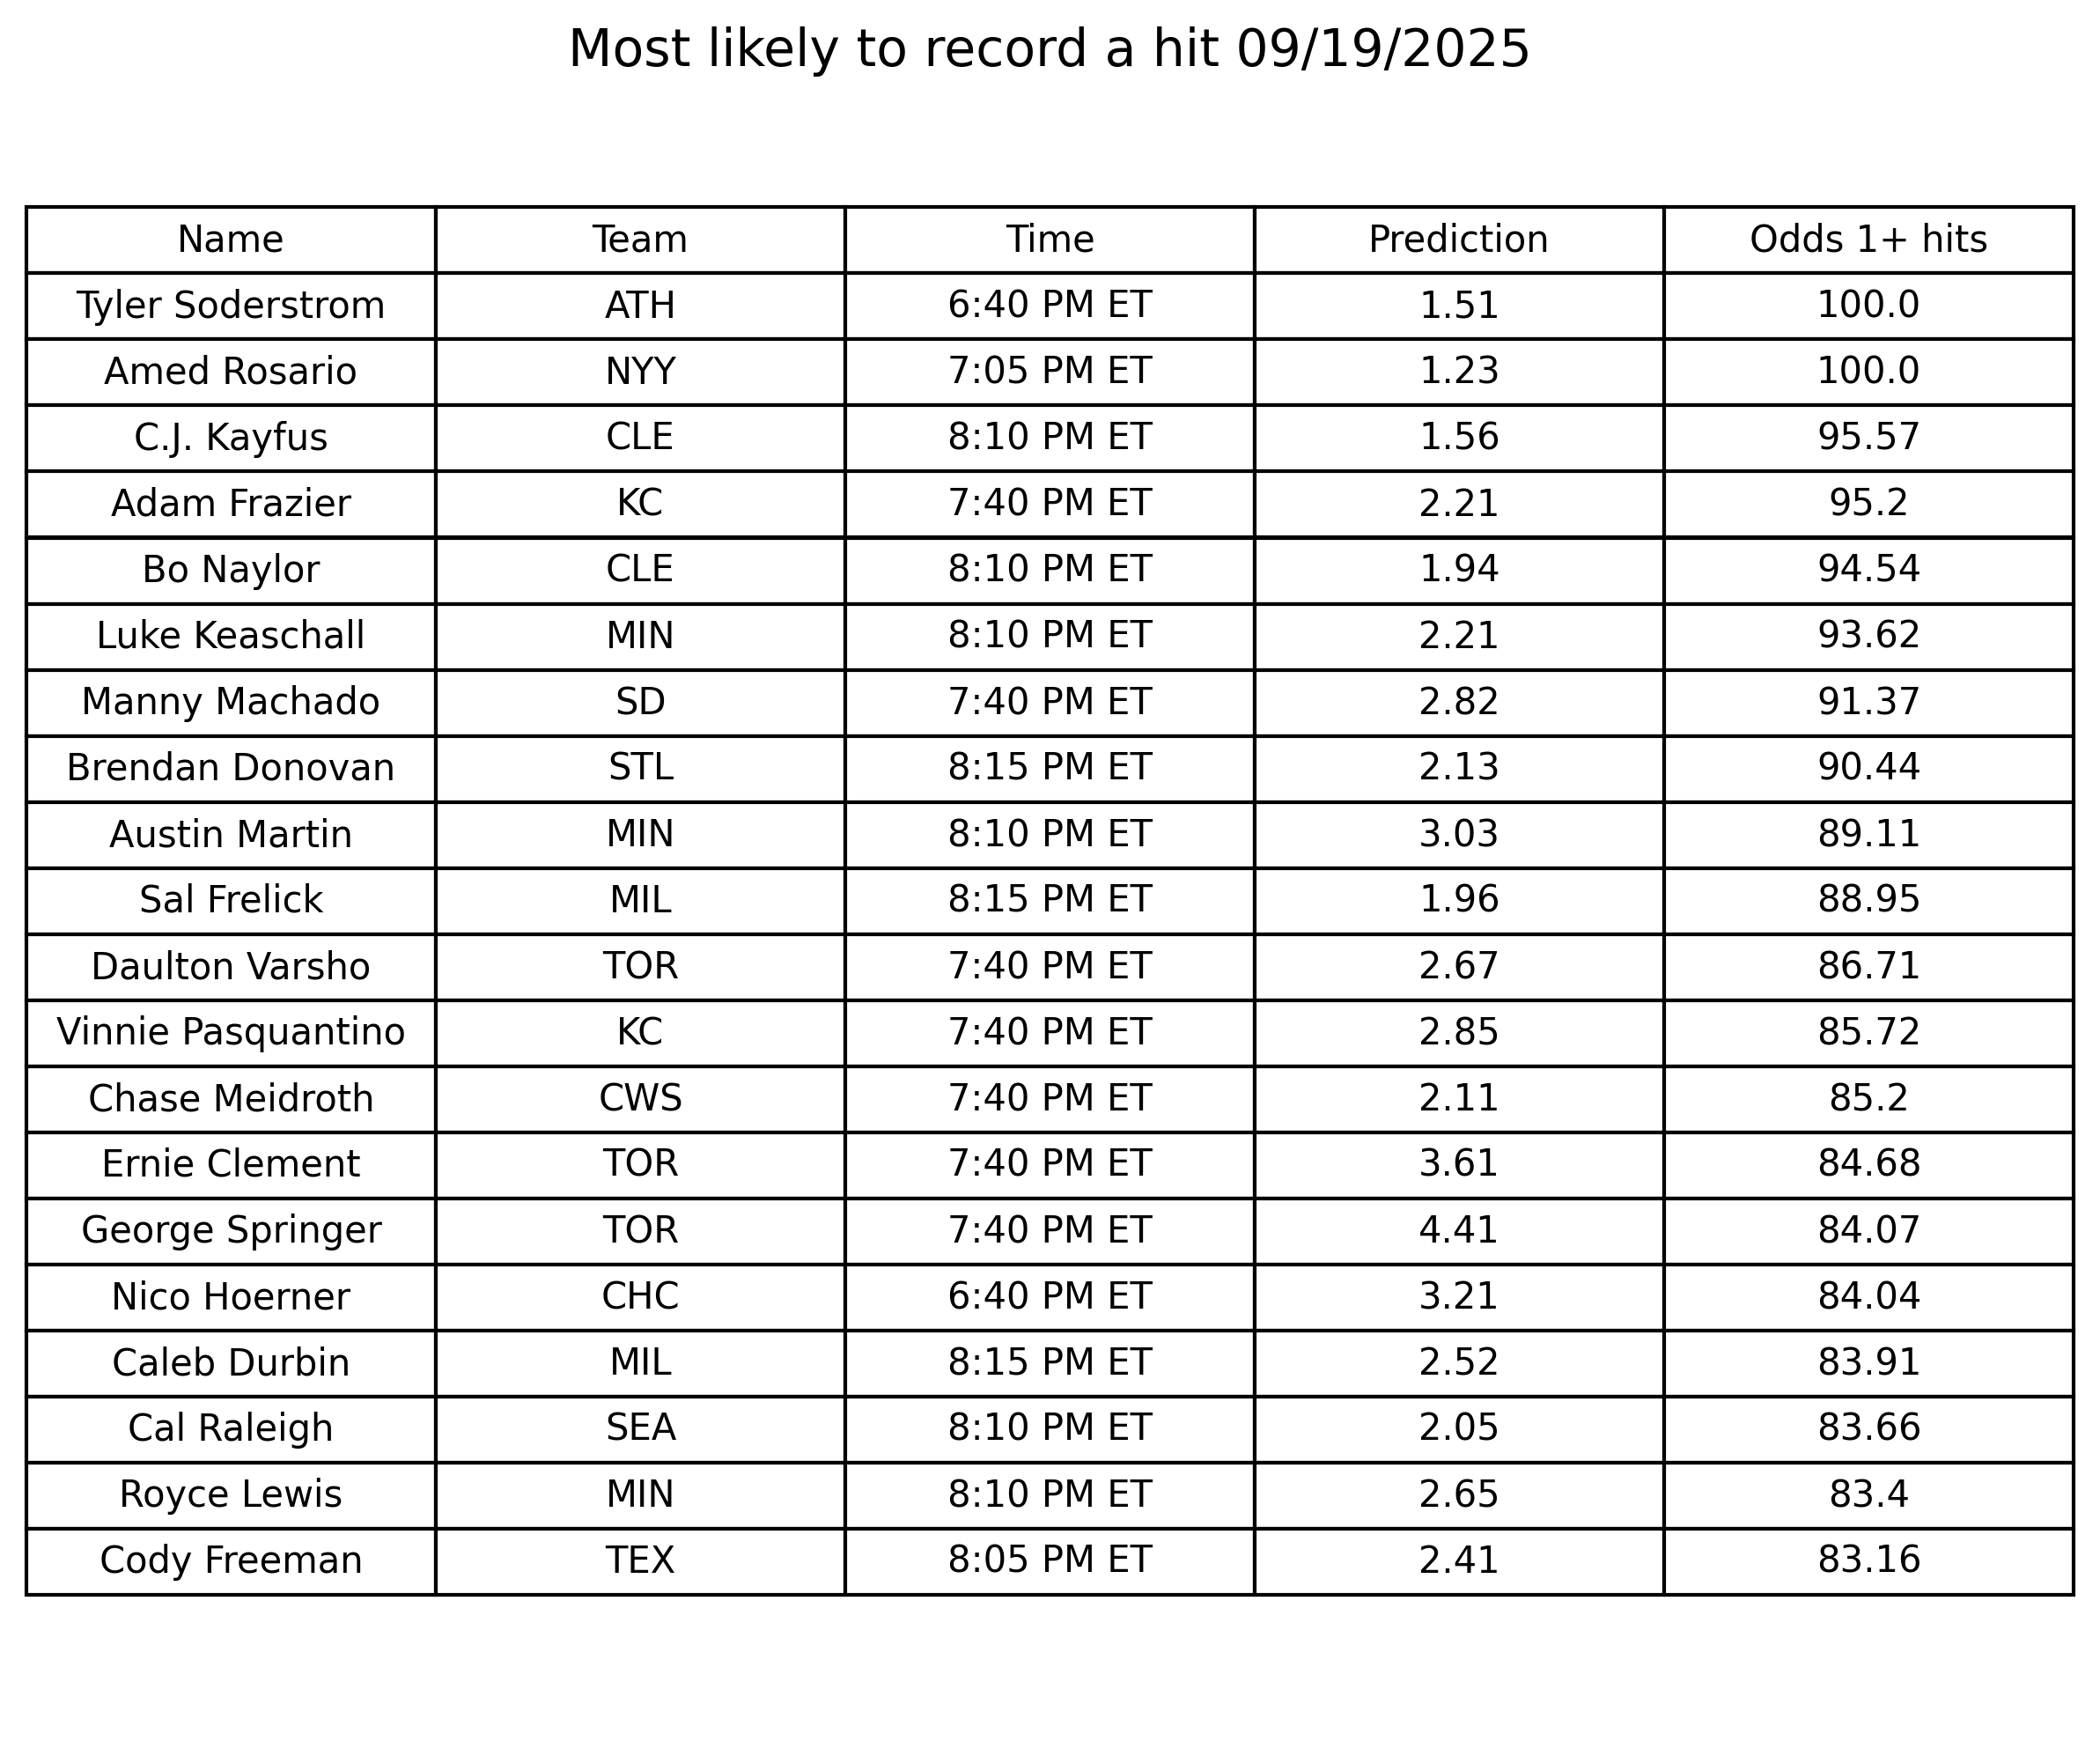 Most likely to record a hit 09/19/2025
Name Team Time Prediction Odds 1+ hits
Tyler Soderstrom ATH 6:40 PM ET 1.51 100.0
Amed Rosario NYY 7:05 PM ET 1.23 100.0
C.J. Kayfus CLE 8:10 PM ET 1.56 95.57
Adam Frazier KC 7:40 PM ET 2.21 95.2
Bo Naylor CLE 8:10 PM ET 1.94 94.54
Luke Keaschall MIN 8:10 PM ET 2.21 93.62
Manny Machado SD 7:40 PM ET 2.82 91.37
Brendan Donovan STL 8:15 PM ET 2.13 90.44
Austin Martin MIN 8:10 PM ET 3.03 89.11
Sal Frelick MIL 8:15 PM ET 1.96 88.95
Daulton Varsho TOR 7:40 PM ET 2.67 86.71
Vinnie Pasquantino KC 7:40 PM ET 2.85 85.72
Chase Meidroth CWS 7:40 PM ET 2.11 85.2
Ernie Clement TOR 7:40 PM ET 3.61 84.68
George Springer TOR 7:40 PM ET 4.41 84.07
Nico Hoerner CHC 6:40 PM ET 3.21 84.04
Caleb Durbin MIL 8:15 PM ET 2.52 83.91
Cal Raleigh SEA 8:10 PM ET 2.05 83.66
Royce Lewis MIN 8:10 PM ET 2.65 83.4
Cody Freeman TEX 8:05 PM ET 2.41 83.16